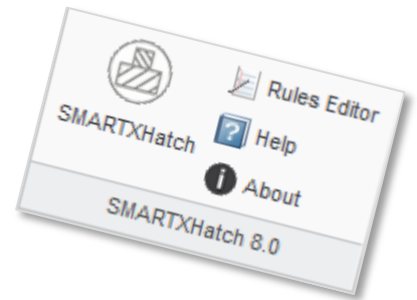 SMARTXHatch
Rules Editor
Help
About
SMARTXHatch 8.0